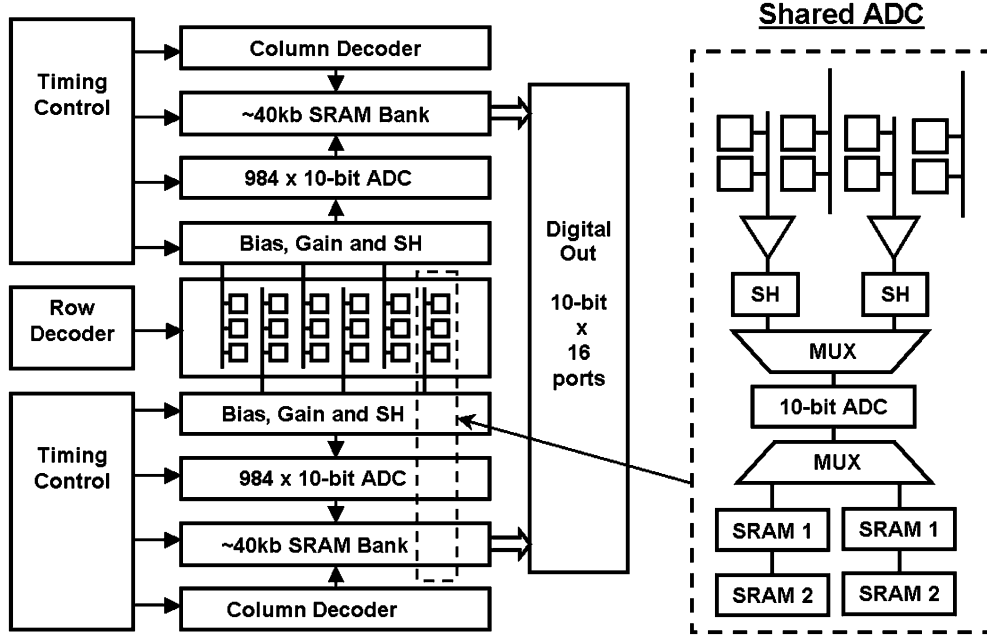 Shared ADC
Timing
Control
Column Decoder
~40kb SRAM Bank
984 x 10-bit ADC
Bias, Gain and SH
Row
Decoder
Timing
Control
Bias, Gain and SH
984 x 10-bit ADC
~40kb SRAM Bank
Column Decoder
Digital
Out
10-bit
x
16
ports
SH
SH
MUX
10-bit ADC
MUX
SRAM 1
SRAM 1
SRAM 2
SRAM 2